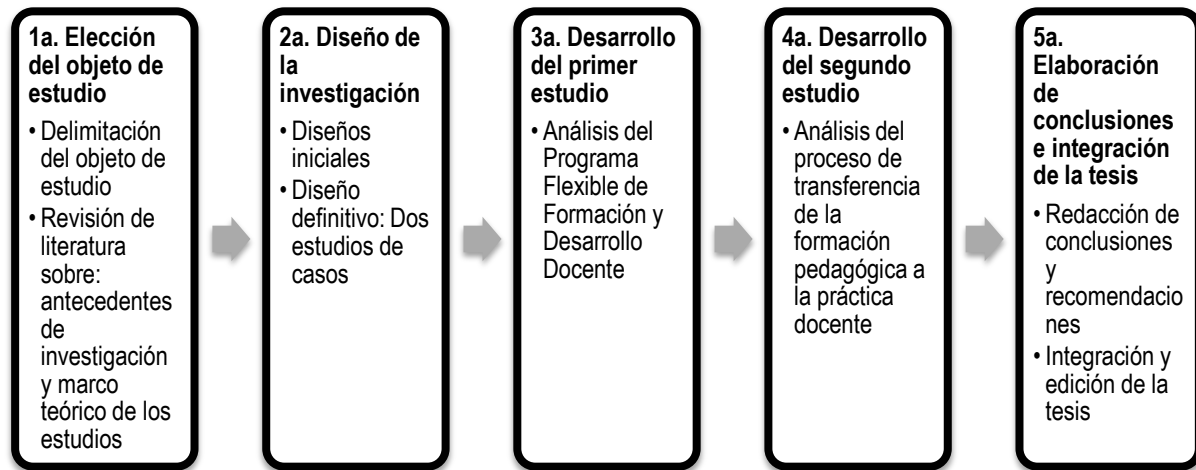 1a. Elección
del objeto de
estudio
• Delimitación
del objeto de
estudio
• Revisión de
literatura
sobre:
antecedentes
de
investigación
y marco
teórico de los
estudios
2a. Diseño de
la
investigación
• Diseños
iniciales
• Diseño
definitivo: Dos
estudios de
casos
3a. Desarrollo
del primer
estudio
• Análisis del
Programa
Flexible de
Formación y
Desarrollo
Docente
4a. Desarrollo
del segundo
estudio
• Análisis del
proceso de
transferencia
de la
formación
pedagógica a
la práctica
docente
5a.
Elaboración
de
conclusiones
e integración
de la tesis
• Redacción de
conclusiones
y
recomendacio
nes
• Integración y
edición de la
tesis